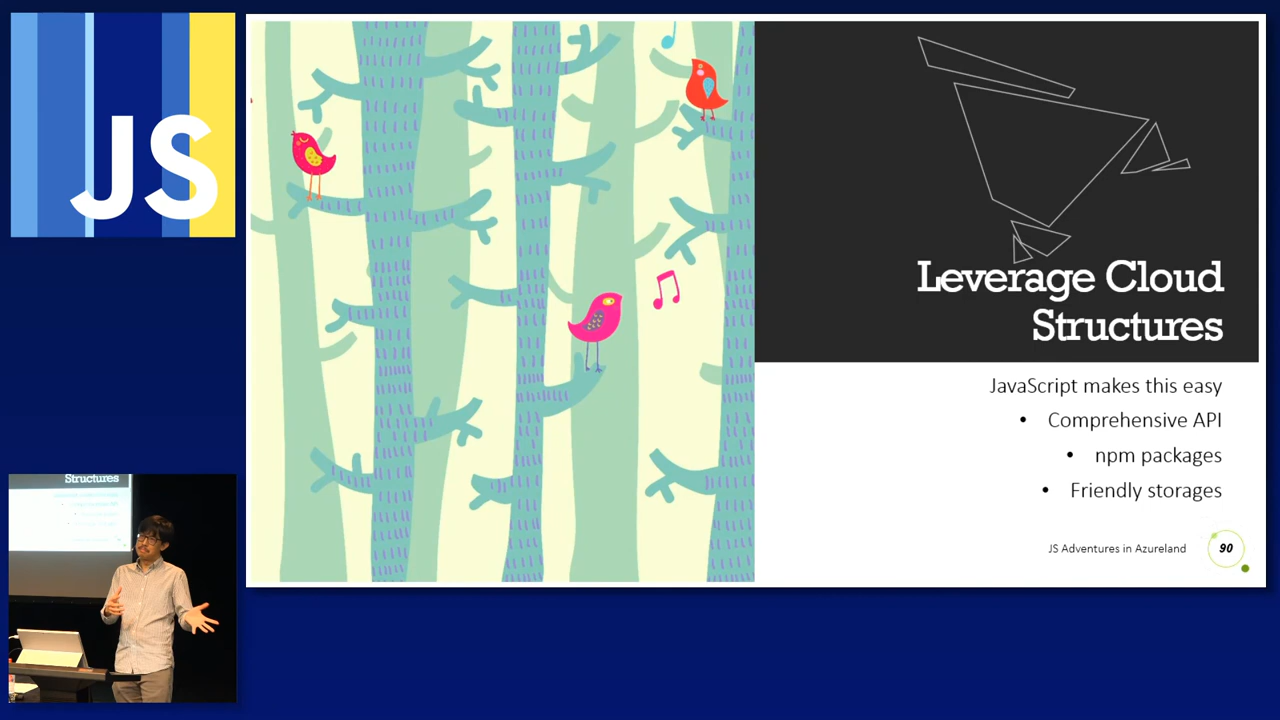 JS
Leverage Cloud
Structures
JavaScript makes this easy
• Comprehensive API
• npm packages
• Friendly storages
JS Adventures in Azureland
90
Structures